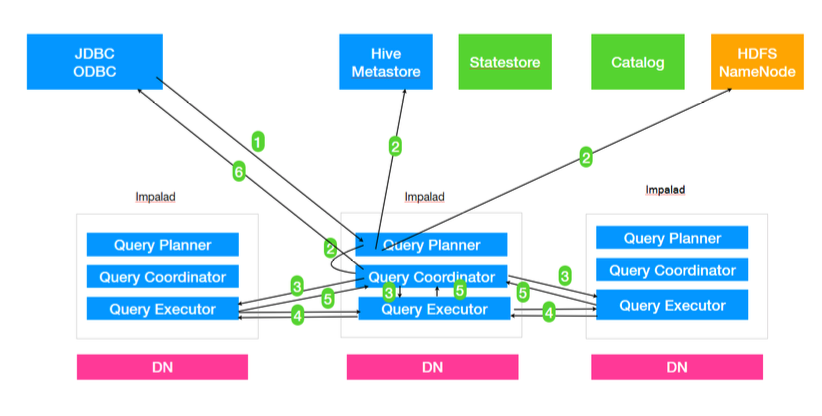 JDBC
ODBC
Hive
Metastore
Statestore
Catalog
HDFS
NameNode
1
2
2
6
Impalad
Impalad
Impalad
Query Planner
2
Query Planner
Query Planner
Query Coordinator
Query Coordinator
Query Coordinator
3
3
3
5
5
5
Query Executor
Query Executor
Query Executor
4
4
DN
DN
DN